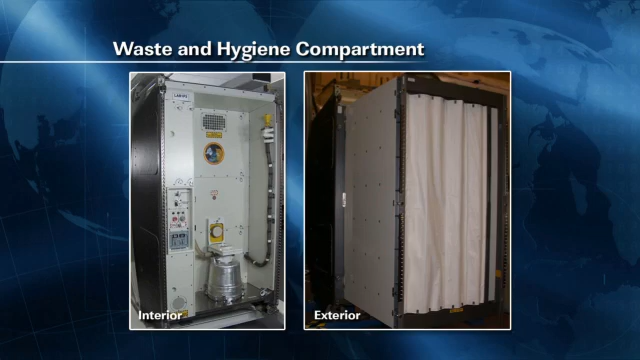 Waste and Hygiene Compartment
Interior
Exterior